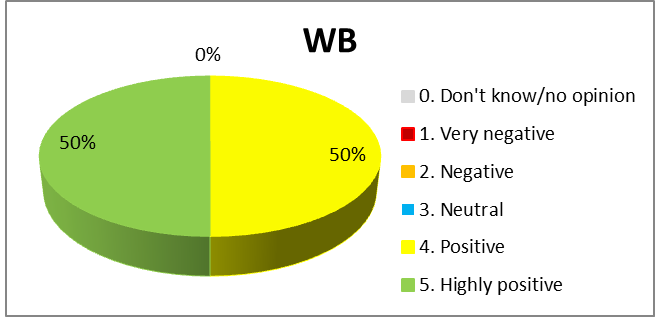 WB
0%
50%
50%
0. Don't know/no opinion
1. Very negative
2. Negative
3. Neutral
4. Positive
5. Highly positive